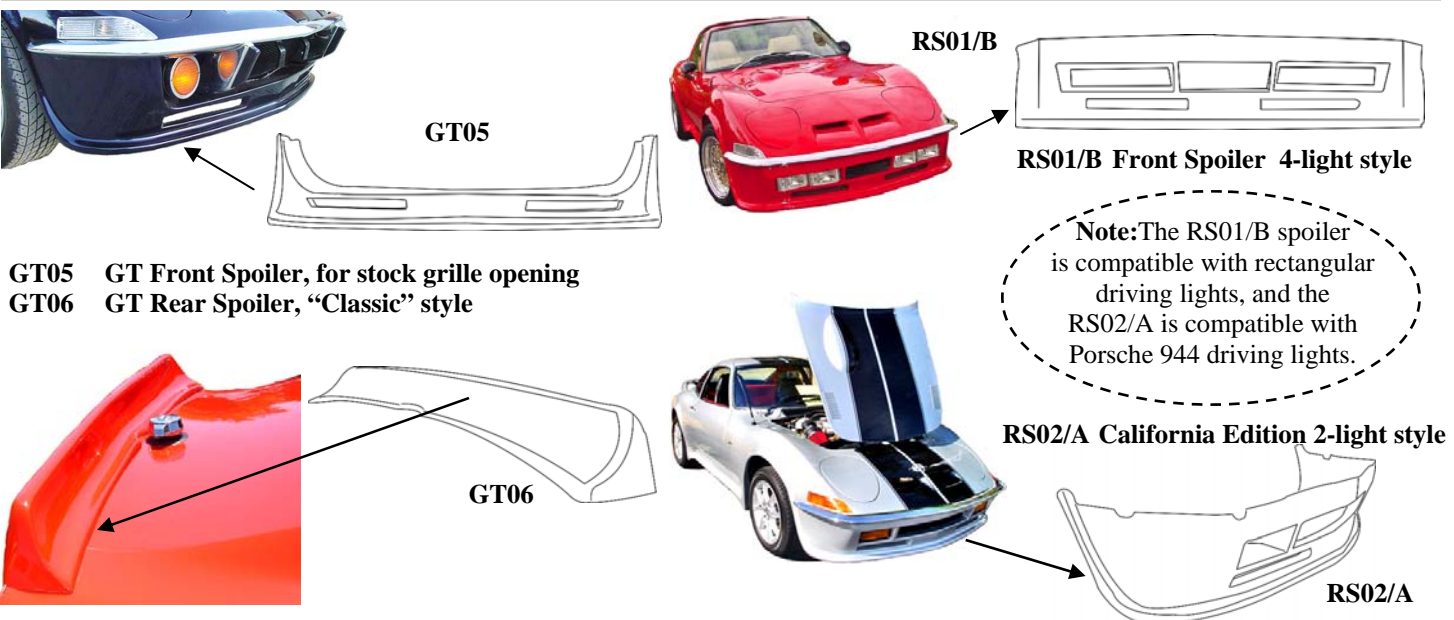 GT05
GT05 GT Front Spoiler, for stock grille opening
GT06 GT Rear Spoiler, “Classic” style
GT06
RS01/B
RS01/B Front Spoiler 4-light style
Note:The RS01/B spoiler
is compatible with rectangular
driving lights, and the
RS02/A is compatible with
Porsche 944 driving lights.
RS02/A California Edition 2-light style
RS02/A